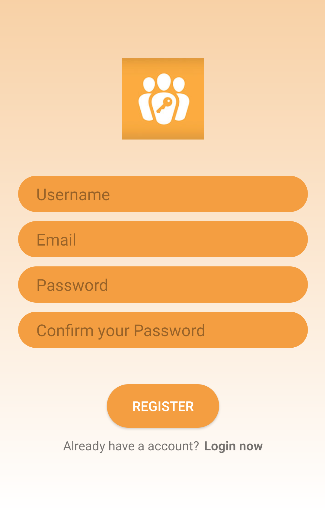 Username
Email
Password
Confirm your Password
REGISTER
Already have a account? Login now